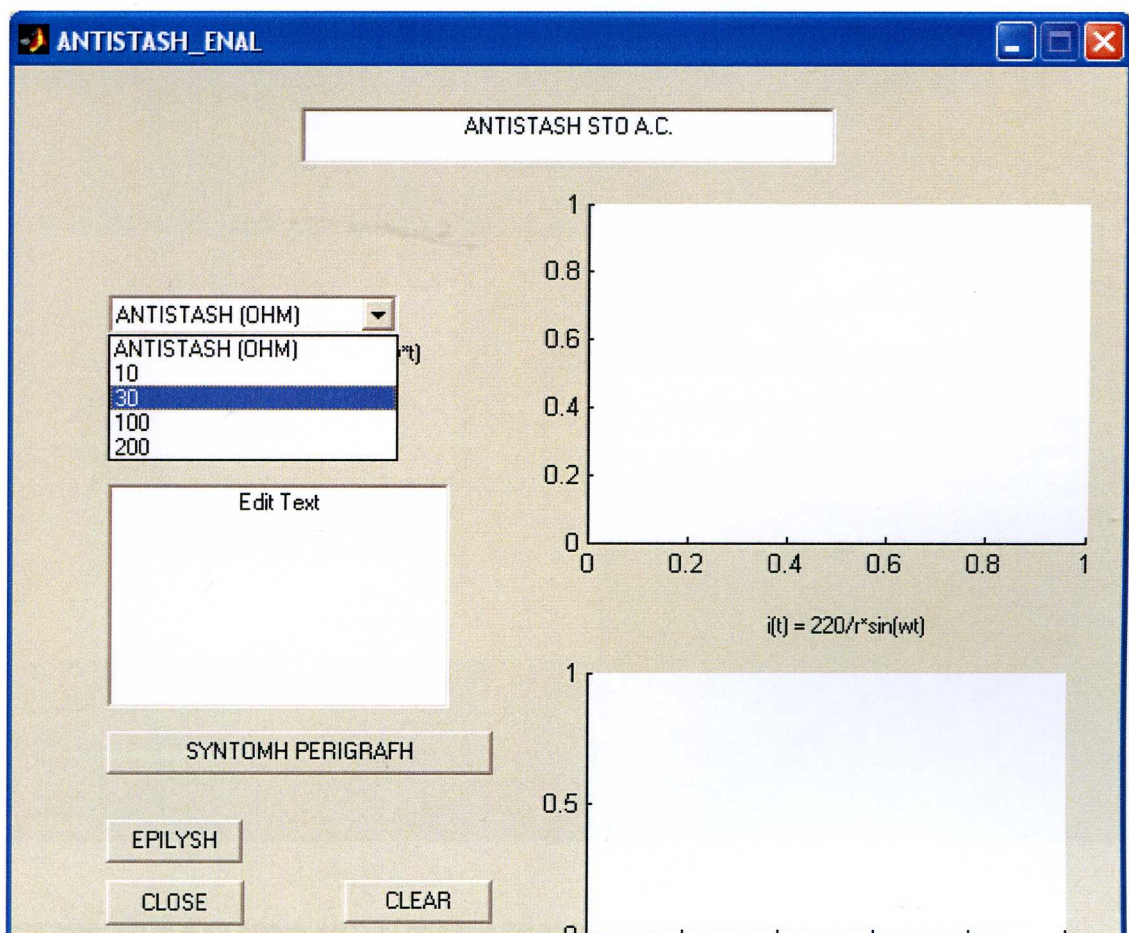 ANTISTASH_ENAL
ANTISTASH STO A.C.
ANTISTASH (OHM)
ANTISTASH (OHM)
*t)
10
30
100
200
Edit Text
SYNTOMH PERIGRAFH
EPILYSH
CLOSE
CLEAR
1
0.8
0.6
0.4
0.2
0
0 0.2 0.4 0.6 0.8 1
i(t) = 220/r*sin(wt)
1
0.5
0